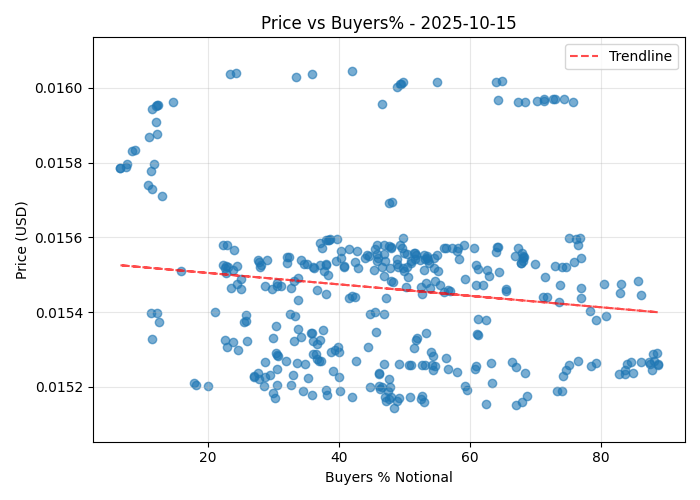 Price vs Buyers% - 2025-10-15
Trendline
0.0160
0.0158
0.0156
0.0154
0.0152
Price (USD)
20
40
60
80
Buyers % Notional